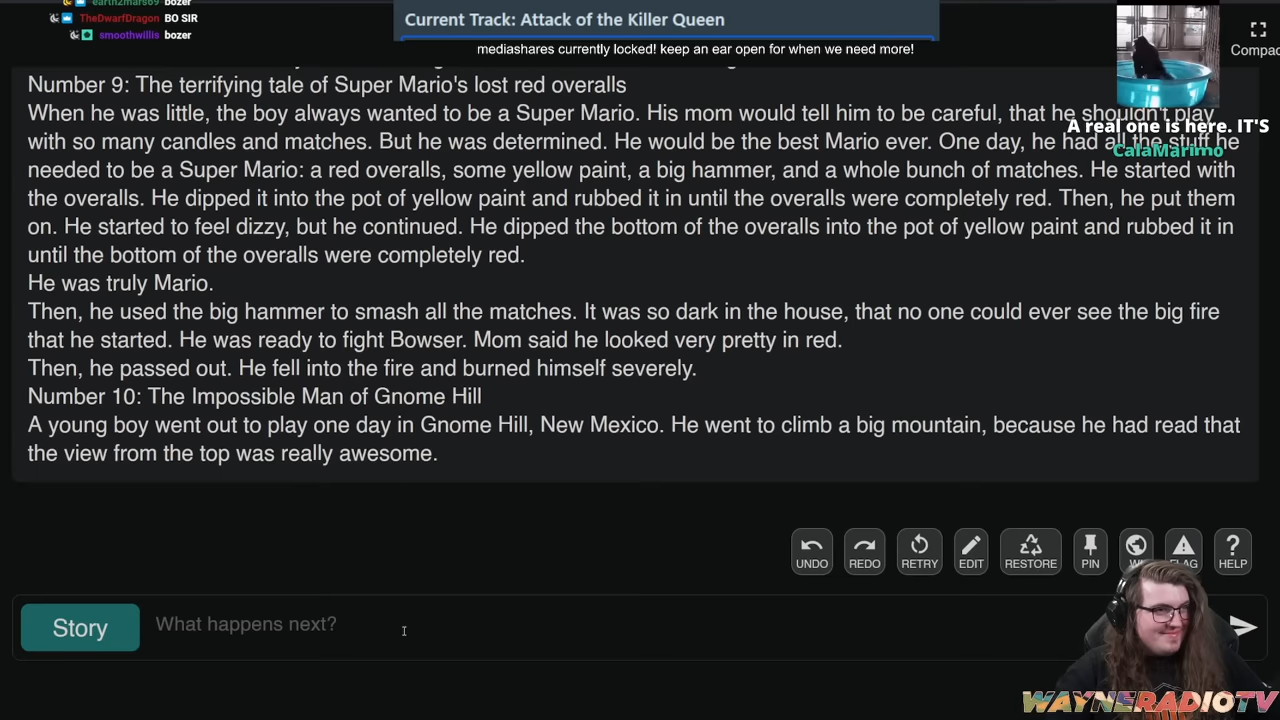 earth2mars69 bozer
TheDwarfDragon BO SIR
smoothwillis bozer
Current Track: Attack of the Killer Queen
mediashares currently locked! keep an ear open for when we need more!
Compac
A real one is here. IT'S
CalaMarimo
Number 9: The terrifying tale of Super Mario's lost red overalls
When he was little, the boy always wanted to be a Super Mario. His mom would tell him to be careful, that he shouldn't play
with so many candles and matches. But he was determined. He would be the best Mario ever. One day, he had all the stuff he
needed to be a Super Mario: a red overalls, some yellow paint, a big hammer, and a whole bunch of matches. He started with
the overalls. He dipped it into the pot of yellow paint and rubbed it in until the overalls were completely red. Then, he put them
on. He started to feel dizzy, but he continued. He dipped the bottom of the overalls into the pot of yellow paint and rubbed it in
until the bottom of the overalls were completely red.
He was truly Mario.
Then, he used the big hammer to smash all the matches. It was so dark in the house, that no one could ever see the big fire
that he started. He was ready to fight Bowser. Mom said he looked very pretty in red.
Then, he passed out. He fell into the fire and burned himself severely.
Number 10: The Impossible Man of Gnome Hill
A young boy went out to play one day in Gnome Hill, New Mexico. He went to climb a big mountain, because he had read that
the view from the top was really awesome.
UNDO REDO RETRY EDIT RESTORE PIN FLAG HELP
Story What happens next?
WAYNERADIOTV